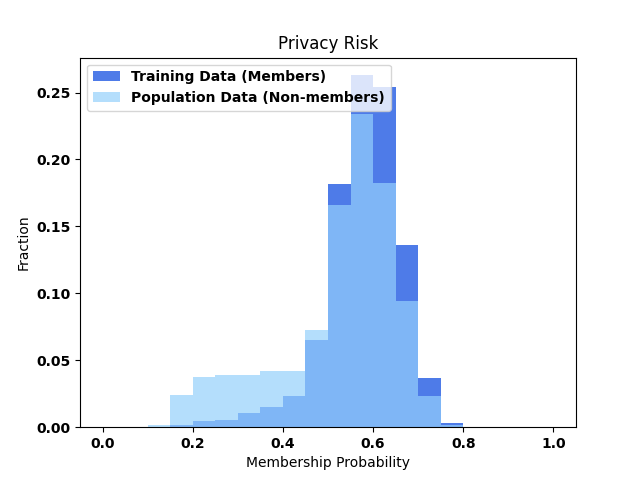 Privacy Risk
Training Data (Members)
Population Data (Non-members)
0.25
0.20
0.15
0.10
0.05
0.00
Fraction
0.0 0.2 0.4 0.6 0.8 1.0
Membership Probability